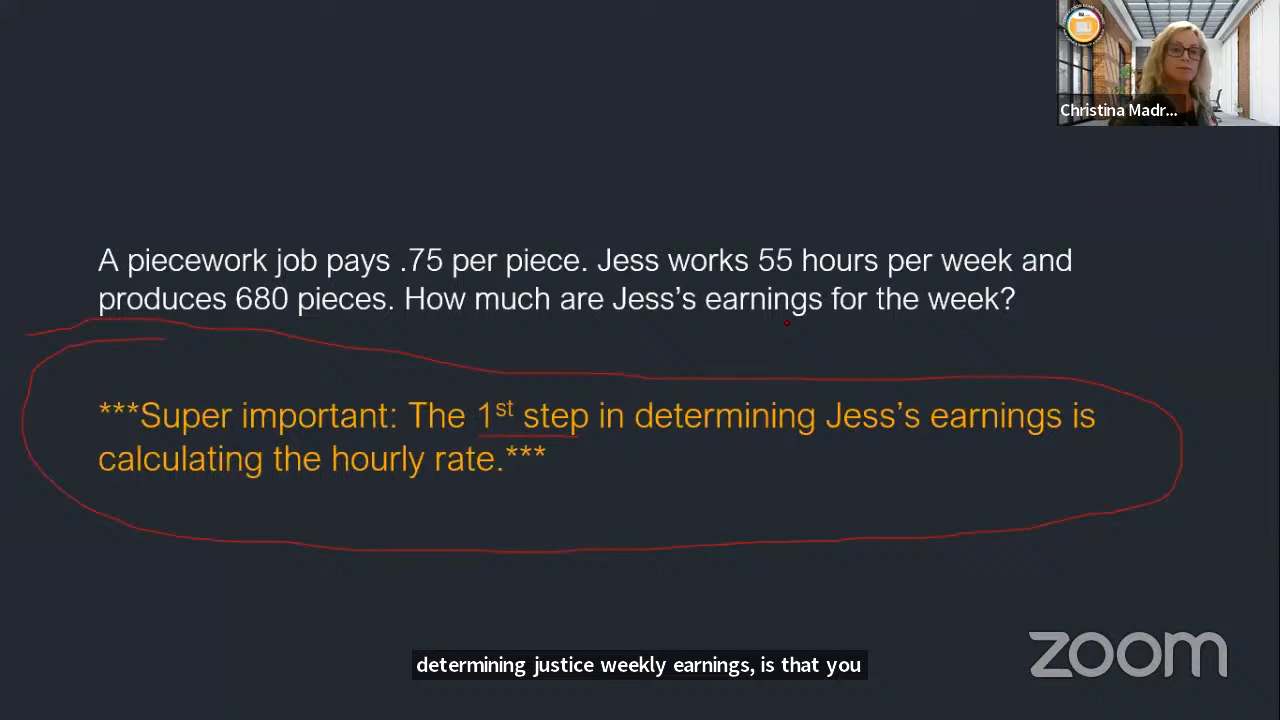 Christina Madr...
A piecework job pays .75 per piece. Jess works 55 hours per week and
produces 680 pieces. How much are Jess’s earnings for the week?
***Super important: The 1st step in determining Jess’s earnings is
calculating the hourly rate.***
determining justice weekly earnings, is that you
zoom